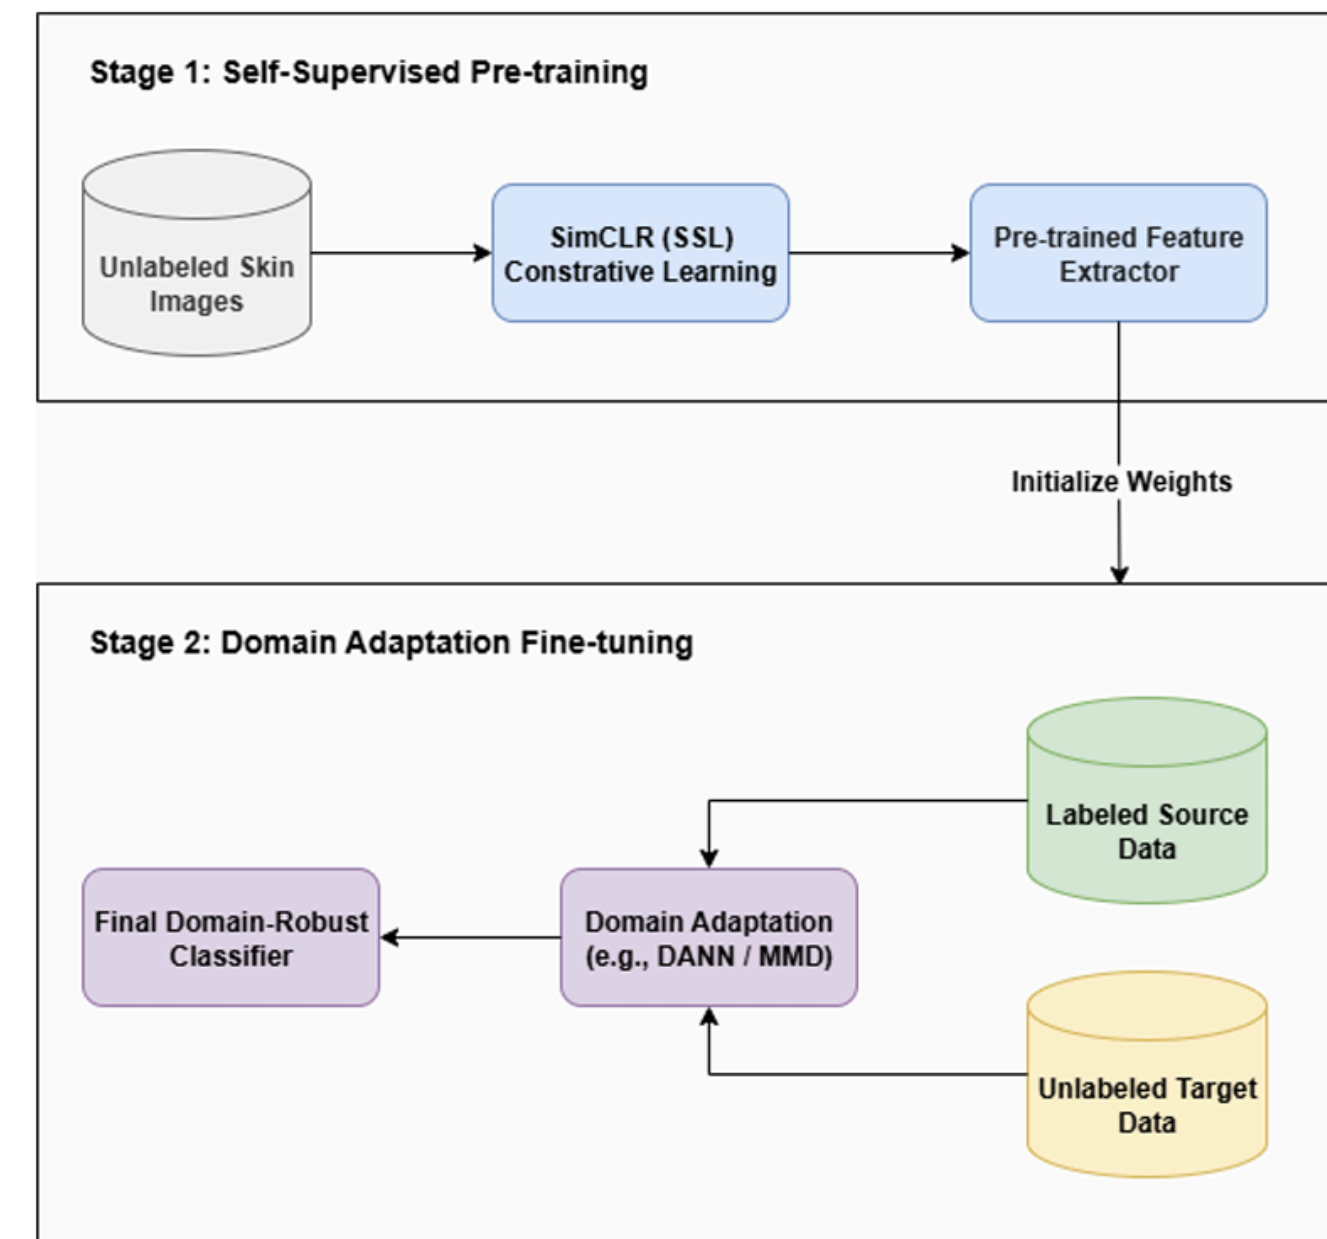 Stage 1: Self-Supervised Pre-training
Unlabeled Skin
Images
SimCLR (SSL)
Constrative Learning
Pre-trained Feature
Extractor
Initialize Weights
Stage 2: Domain Adaptation Fine-tuning
Labeled Source
Data
Final Domain-Robust
Classifier
Domain Adaptation
(e.g., DANN / MMD)
Unlabeled Target
Data